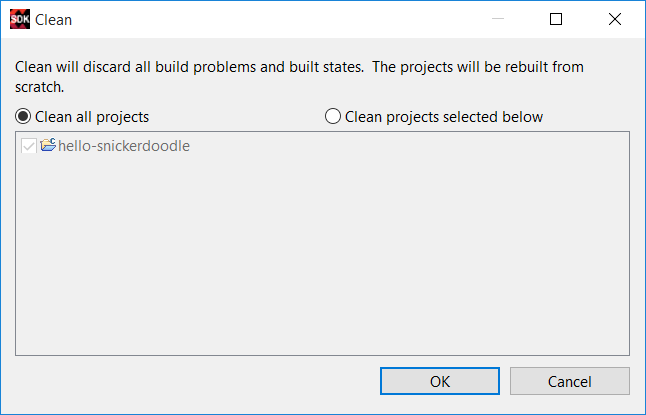 SDK Clean
Clean will discard all build problems and built states.  The projects will be rebuilt from
scratch.
Clean all projects Clean projects selected below
hello-snickerdoodle
OK Cancel